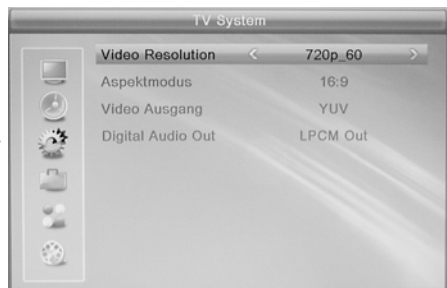 TV System
Video Resolution < 720p_60 >
Aspektmodus 16:9
Video Ausgang YUV
Digital Audio Out LPCM Out